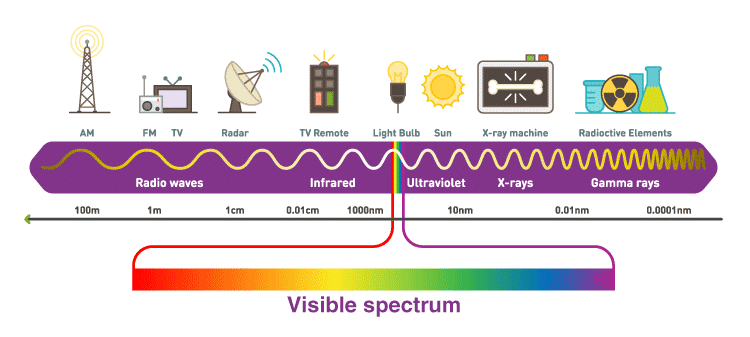 AM FM TV Radar TV Remote Light Bulb Sun X-ray machine Radioctive Elements
Radio waves Infrared Ultraviolet X-rays Gamma rays
100m 1m 1cm 0.01cm 1000nm 10nm 0.01nm 0.0001nm
Visible spectrum